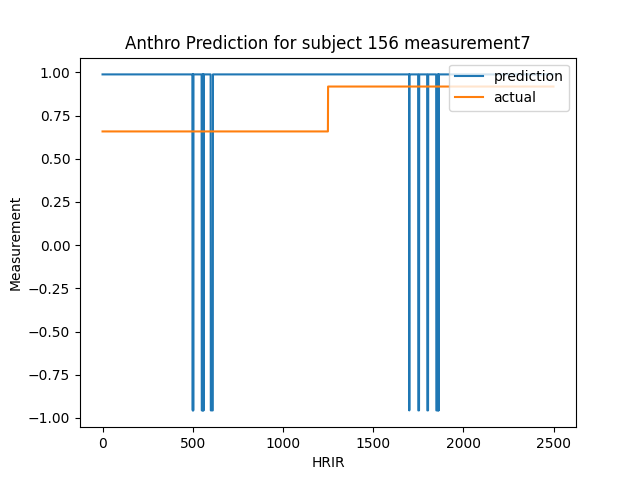 Anthro Prediction for subject 156 measurement7
1.00
0.75
0.50
0.25
0.00
−0.25
−0.50
−0.75
−1.00
Measurement
prediction
actual
0 500 1000 1500 2000 2500
HRIR